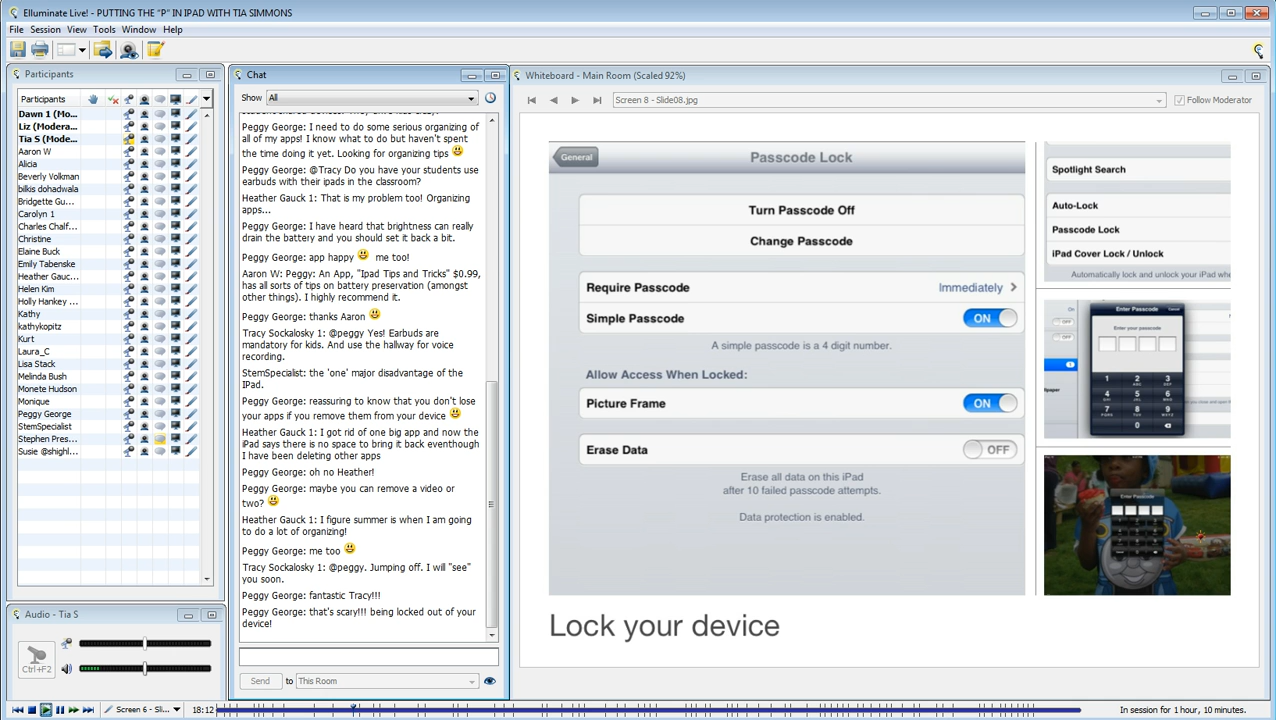 Elluminate Live! - PUTTING THE "P" IN IPAD WITH TIA SIMMONS
File Session View Tools Window Help
Participants
Participants
Dawn 1 (Mo...
Liz (Modera...
Tia S (Mode...
Aaron W
Alicia
Beverly Volkman
bilkis dohadwala
Bridgette Gu...
Carolyn 1
Charles Chalf...
Christine
Elaine Buck
Emily Tabenske
Heather Gauc...
Helen Kim
Holly Hankey ...
Kathy
kathykopitz
Kurt
Laura_C
Lisa Stack
Melinda Bush
Monete Hudson
Monique
Peggy George
StemSpecialist
Stephen Pres...
Susie @shighl...
Audio - Tia S
Ctrl+F2
Chat
Show All
Peggy George: I need to do some serious organizing of
all of my apps! I know what to do but haven't spent
the time doing it yet. Looking for organizing tips
Peggy George: @Tracy Do you have your students use
earbuds with their ipads in the classroom?
Heather Gauck 1: That is my problem too! Organizing
apps...
Peggy George: I have heard that brightness can really
drain the battery and you should set it back a bit.
Peggy George: app happy me too!
Aaron W: Peggy: An App, "Ipad Tips and Tricks" $0.99,
has all sorts of tips on battery preservation (amongst
other things). I highly recommend it.
Peggy George: thanks Aaron
Tracy Sockalosky 1: @peggy Yes! Earbuds are
mandatory for kids. And use the hallway for voice
recording.
StemSpecialist: the 'one' major disadvantage of the
IPad.
Peggy George: reassuring to know that you don't lose
your apps if you remove them from your device
Heather Gauck 1: I got rid of one big app and now the
iPad says there is no space to bring it back eventhough
I have been deleting other apps
Peggy George: oh no Heather!
Peggy George: maybe you can remove a video or
two?
Heather Gauck 1: I figure summer is when I am going
to do a lot of organizing!
Peggy George: me too
Tracy Sockalosky 1: @peggy. Jumping off. I will "see"
you soon.
Peggy George: fantastic Tracy!!!
Peggy George: that's scary!!! being locked out of your
device!
Send to This Room
Whiteboard - Main Room (Scaled 92%)
Screen 8 - Slide08.jpg
Follow Moderator
General
Passcode Lock
Turn Passcode Off
Change Passcode
Require Passcode Immediately
Simple Passcode ON
A simple passcode is a 4 digit number.
Allow Access When Locked:
Picture Frame ON
Erase Data OFF
Erase all data on this iPad
after 10 failed passcode attempts.
Data protection is enabled.
Spotlight Search
Auto-Lock
Passcode Lock
iPad Cover Lock / Unlock
Automatically lock and unlock your iPad when
Enter Passcode
Enter your passcode
1 2 3
4 5 6
7 8 9
0
Enter Passcode
Lock your device
Screen 6 - Sli...
18:12
In session for 1 hour, 10 minutes.